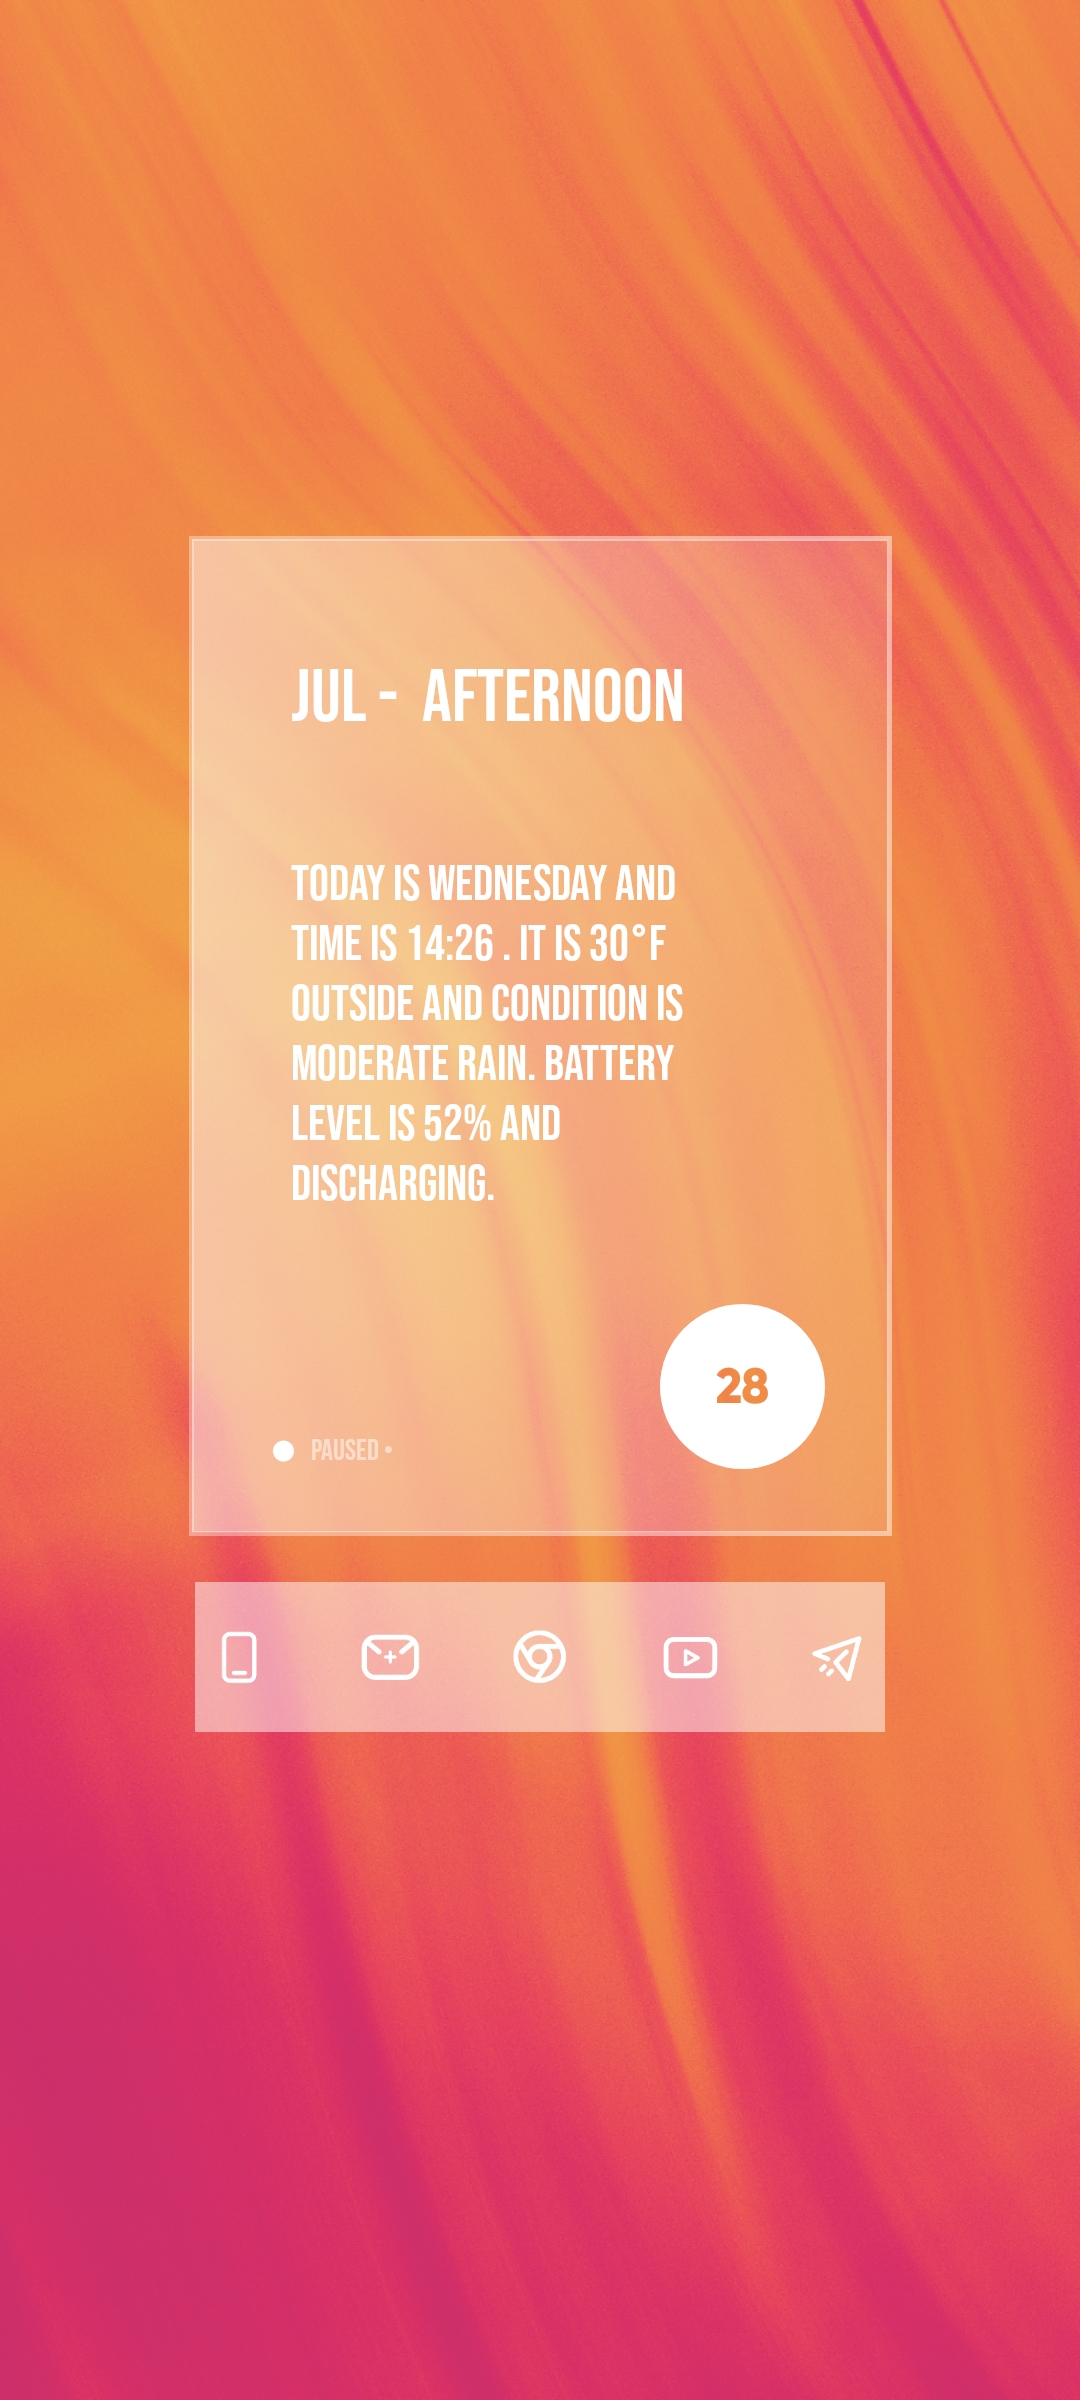 JUL - AFTERNOON
TODAY IS WEDNESDAY AND
TIME IS 14:26 . IT IS 30°F
OUTSIDE AND CONDITION IS
MODERATE RAIN. BATTERY
LEVEL IS 52% AND
DISCHARGING.
28
PAUSED •